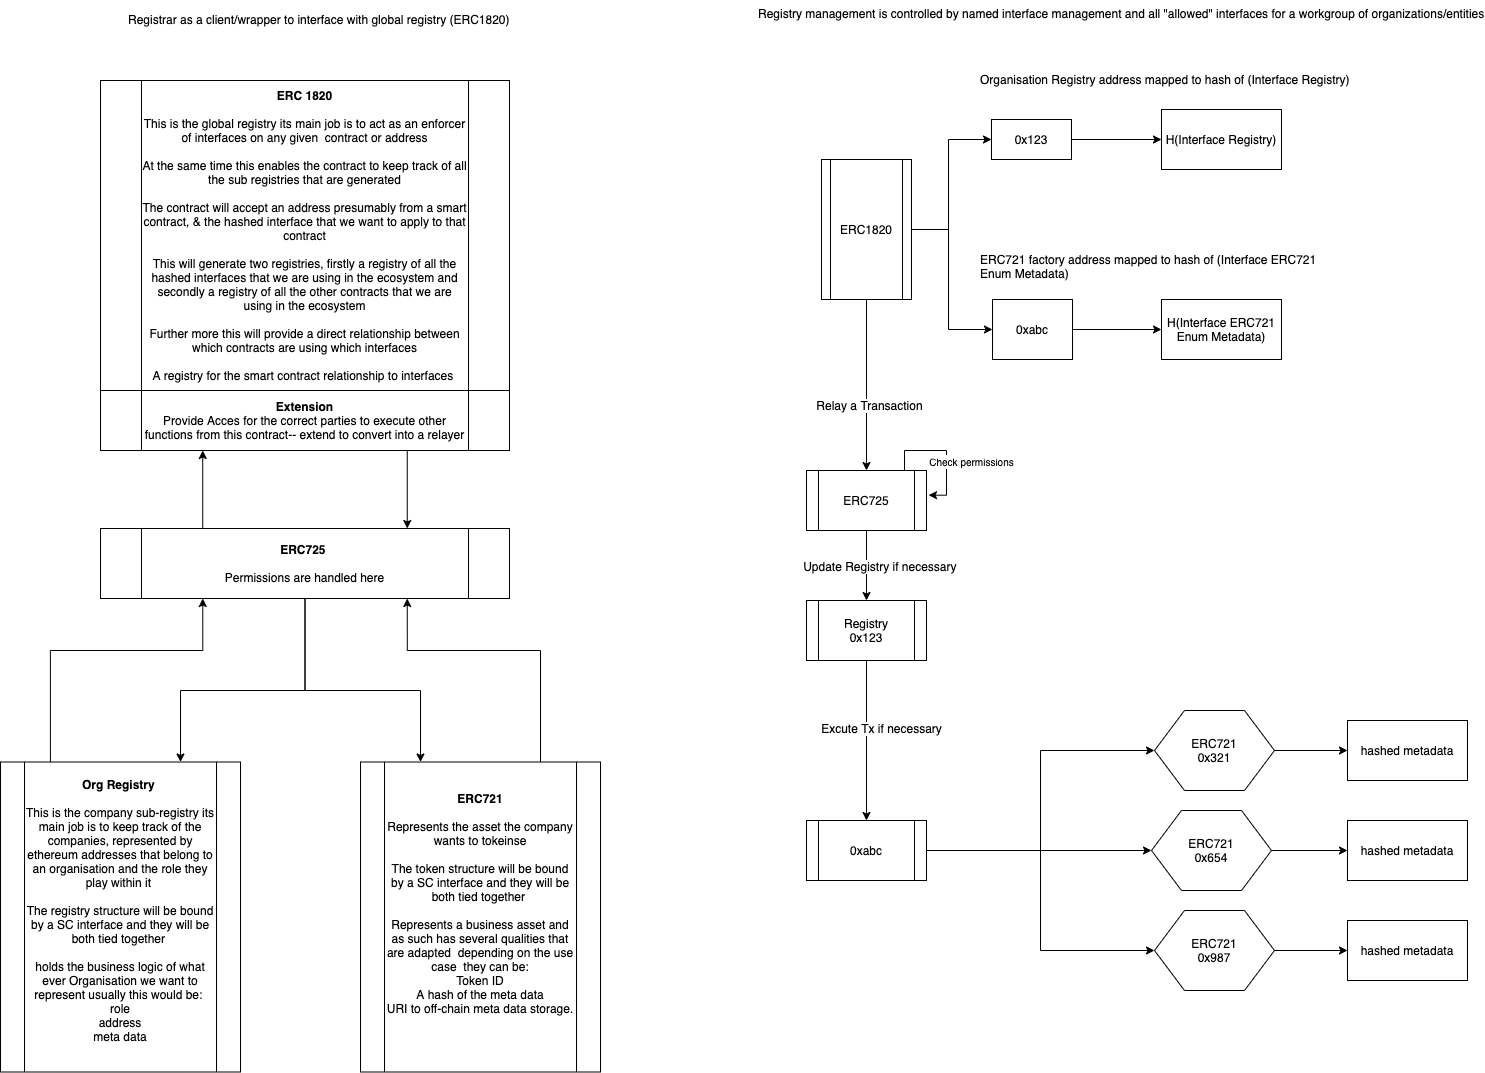 Registrar as a client/wrapper to interface with global registry (ERC1820)
ERC 1820
This is the global registry its main job is to act as an enforcer
of interfaces on any given  contract or address
At the same time this enables the contract to keep track of all
the sub registries that are generated
The contract will accept an address presumably from a smart
contract, & the hashed interface that we want to apply to that
contract
This will generate two registries, firstly a registry of all the
hashed interfaces that we are using in the ecosystem and
secondly a registry of all the other contracts that we are
using in the ecosystem
Further more this will provide a direct relationship between
which contracts are using which interfaces
A registry for the smart contract relationship to interfaces
Extension
Provide Acces for the correct parties to execute other
functions from this contract-- extend to convert into a relayer
ERC725
Permissions are handled here
Org Registry
This is the company sub-registry its
main job is to keep track of the
companies, represented by
ethereum addresses that belong to
an organisation and the role they
play within it
The registry structure will be bound
by a SC interface and they will be
both tied together
holds the business logic of what
ever Organisation we want to
represent usually this would be:
role
address
meta data
ERC721
Represents the asset the company
wants to tokeinse
The token structure will be bound
by a SC interface and they will be
both tied together
Represents a business asset and
as such has several qualities that
are adapted  depending on the use
case  they can be:
Token ID
A hash of the meta data
URI to off-chain meta data storage.
Registry management is controlled by named interface management and all "allowed" interfaces for a workgroup of organizations/entities
Organisation Registry address mapped to hash of (Interface Registry)
0x123
H(Interface Registry)
ERC1820
ERC721 factory address mapped to hash of (Interface ERC721
Enum Metadata)
0xabc
H(Interface ERC721
Enum Metadata)
Relay a Transaction
Check permissions
ERC725
Update Registry if necessary
Registry
0x123
Excute Tx if necessary
0xabc
ERC721
0x321
hashed metadata
ERC721
0x654
hashed metadata
ERC721
0x987
hashed metadata